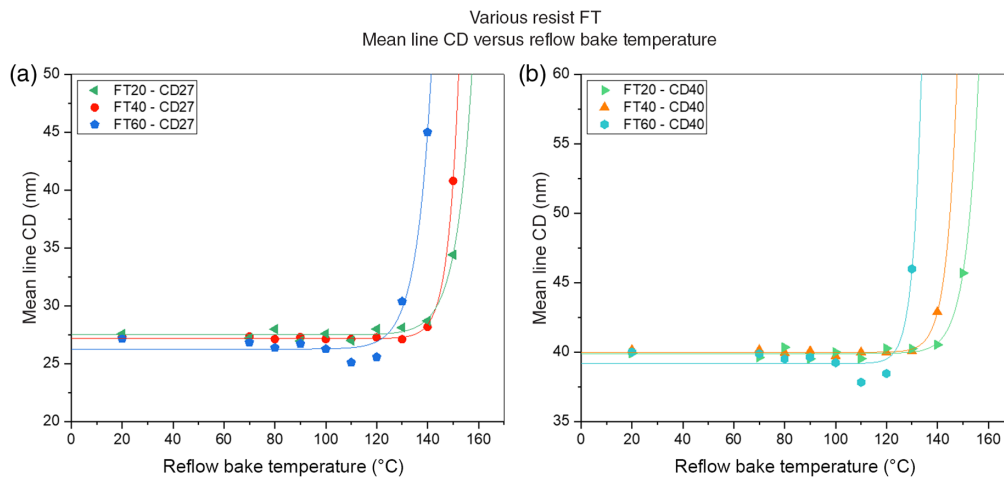 Various resist FT
Mean line CD versus reflow bake temperature
(a)
50
45
40
35
30
25
20
Mean line CD (nm)
FT20 - CD27
FT40 - CD27
FT60 - CD27
0 20 40 60 80 100 120 140 160
Reflow bake temperature (°C)
(b)
60
55
50
45
40
35
Mean line CD (nm)
FT20 - CD40
FT40 - CD40
FT60 - CD40
0 20 40 60 80 100 120 140 160
Reflow bake temperature (°C)